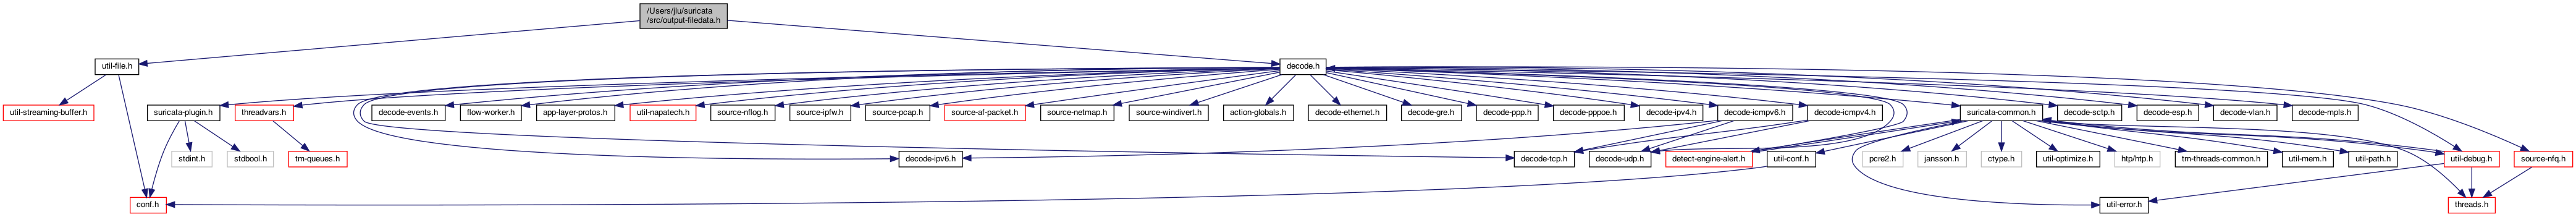 /Users/jlu/suricata
/src/output-filedata.h
util-file.h
decode.h
util-streaming-buffer.h
suricata-plugin.h
threadvars.h
decode-events.h
flow-worker.h
app-layer-protos.h
util-napatech.h
source-nflog.h
source-ipfw.h
source-pcap.h
source-af-packet.h
source-netmap.h
source-windivert.h
action-globals.h
decode-ethernet.h
decode-gre.h
decode-ppp.h
decode-pppoe.h
decode-ipv4.h
decode-icmpv6.h
decode-icmpv4.h
suricata-common.h
decode-sctp.h
decode-esp.h
decode-vlan.h
decode-mpls.h
stdint.h
stdbool.h
tm-queues.h
decode-ipv6.h
decode-tcp.h
decode-udp.h
detect-engine-alert.h
util-conf.h
pcre2.h
jansson.h
ctype.h
util-optimize.h
htp/htp.h
tm-threads-common.h
util-mem.h
util-path.h
util-debug.h
source-nfq.h
conf.h
util-error.h
threads.h